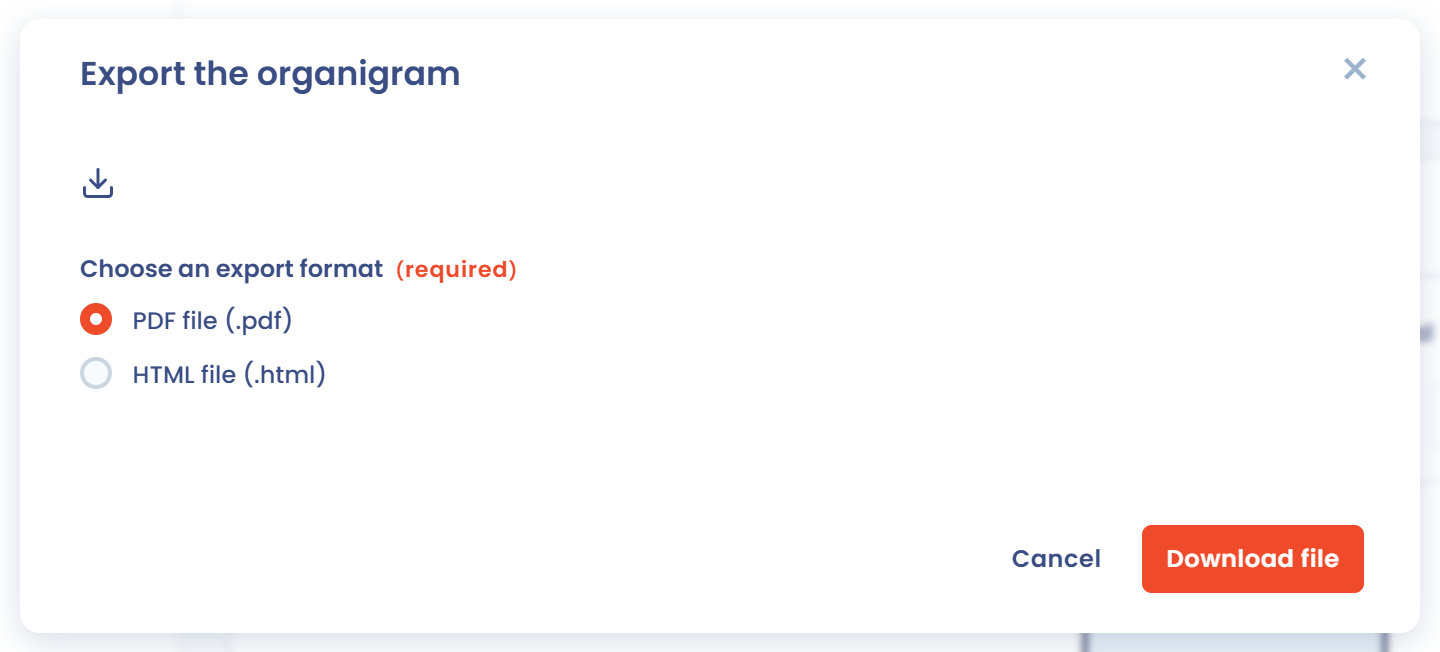 Export the organigram
Choose an export format (required)
PDF file (.pdf)
HTML file (.html)
Cancel
Download file